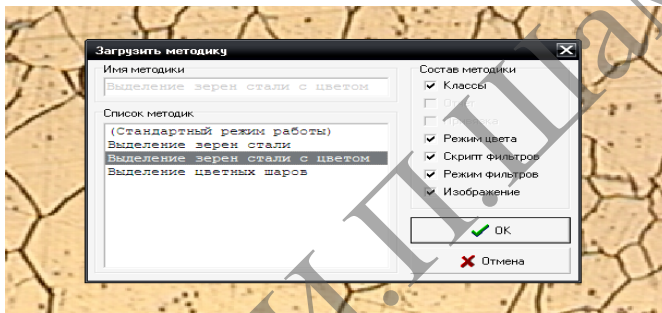 Загрузить методику
Имя методики
Выделение зерен стали с цветом
Список методик
(Стандартный режим работы)
Выделение зерен стали
Выделение зерен стали с цветом
Выделение цветных шаров
Состав методики
Классы
Отчет
Режим цвета
Скрипт фильтров
Режим фильтров
Изображение
OK
Отмена